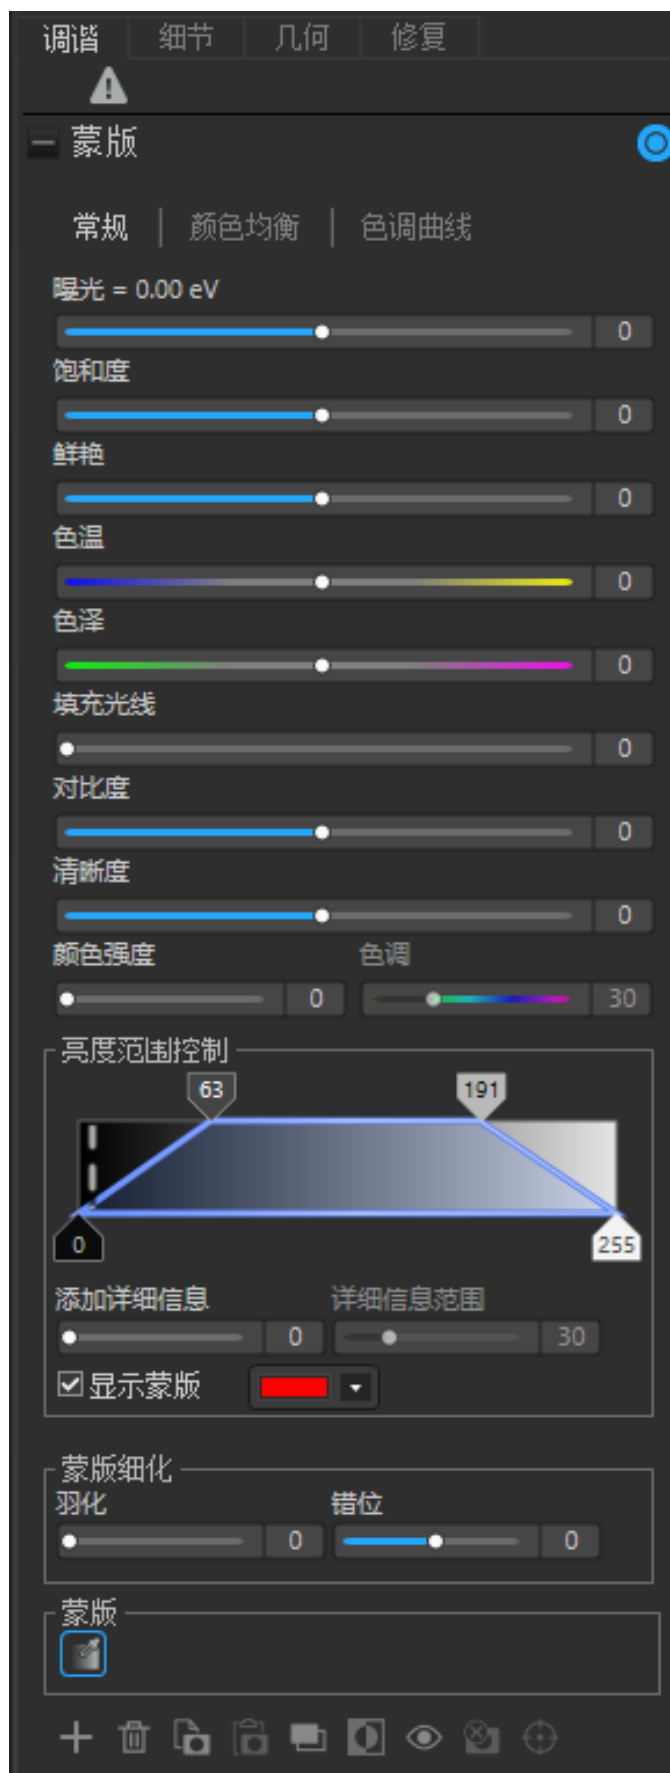 调谐 细节 几何 修复
蒙版
常规 | 颜色均衡 | 色调曲线
曝光 = 0.00 eV
0
饱和度
0
鲜艳
0
色温
0
色泽
0
填充光线
0
对比度
0
清晰度
0
颜色强度 色调
0 30
亮度范围控制
63 191
0 255
添加详细信息 详细信息范围
0 30
显示蒙版
蒙版细化
羽化 错位
0 0
蒙版